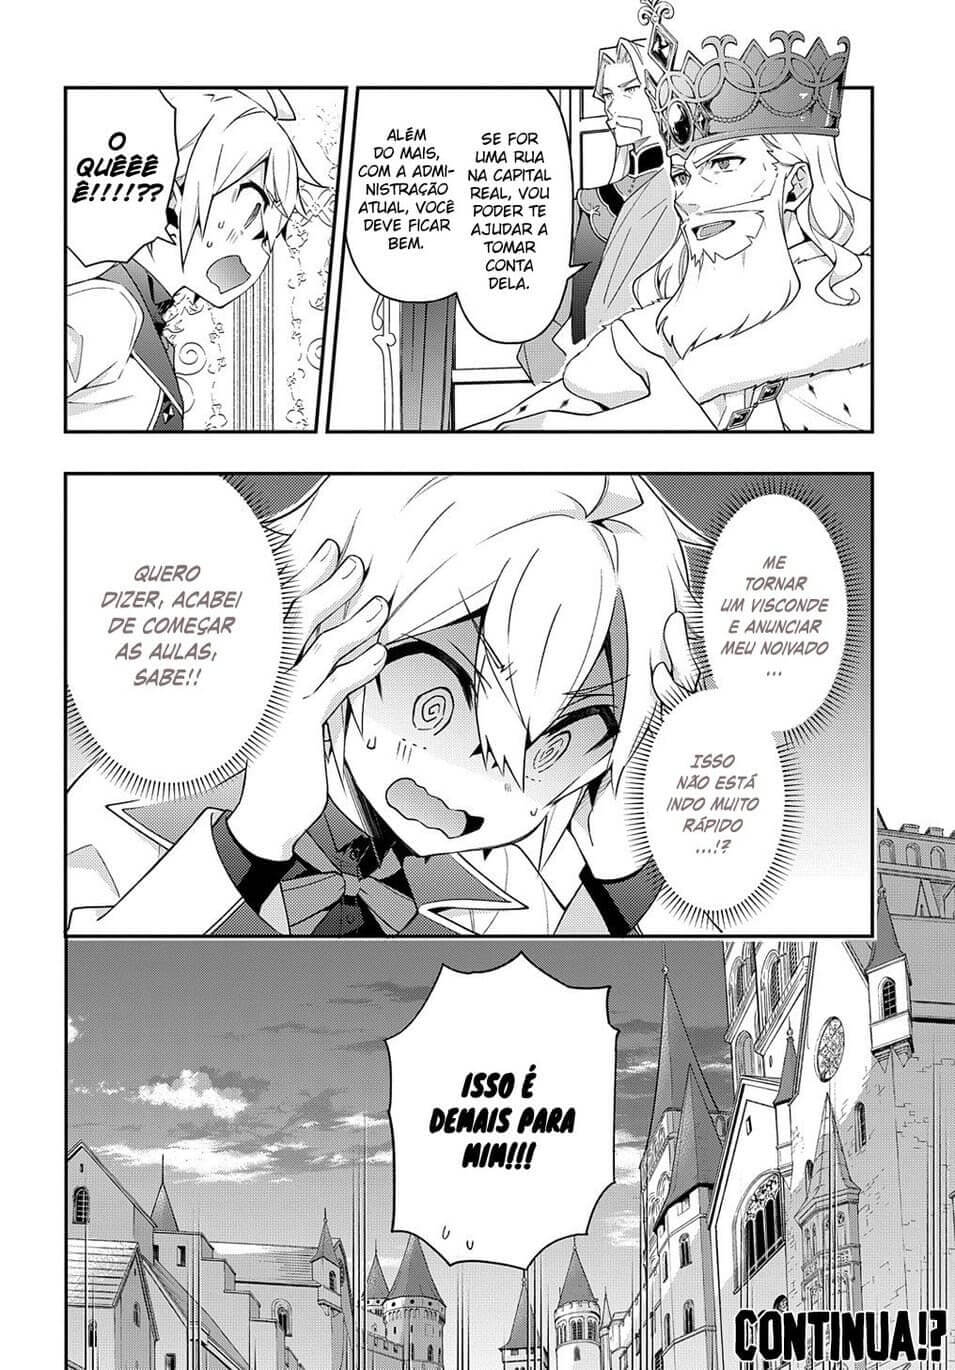 SE FOR
UMA RUA
NA CAPITAL
REAL, VOU
PODER TE
AJUDAR A
TOMAR
CONTA
DELA.
ALÉM
DO MAIS,
COM A ADMI-
NISTRAÇÃO
ATUAL, VOCÊ
DEVE FICAR
BEM.
O
QUÊÊÊ
Ê!!!!!??
ME
TORNAR
UM VISCONDE
E ANUNCIAR
MEU NOIVADO
...
ISSO
NÃO ESTÁ
INDO MUITO
RÁPIDO
...!?
QUERO
DIZER, ACABEI
DE COMEÇAR
AS AULAS,
SABE!!
ISSO É
DEMAIS PARA
MIM!!!
CONTINUA!?